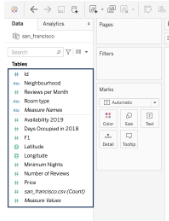 Data
Analytics
Pages
san_francisco
Search
Filters
Tables
Id
Neighbourhood
Reviews per Month
Room type
Measure Names
Availability 2019
Days Occupied in 2018
F1
Latitude
Longitude
Minimum Nights
Number of Reviews
Price
san_francisco.csv (Count)
Measure Values
Marks
Automatic
Color
Size
Text
Detail
Tooltip